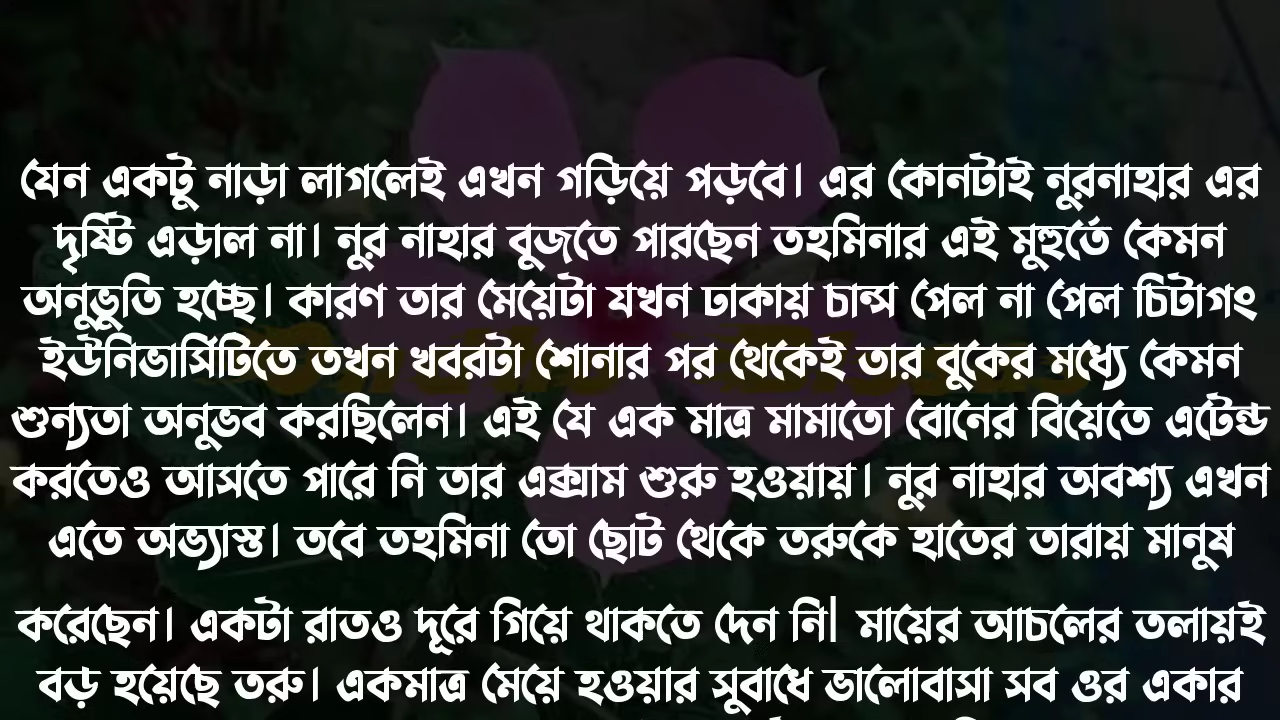 যেন একটু নাড়া লাগলেই এখন গড়িয়ে পড়বে। এর কোনটাই নুরনাহার এর
দৃষ্টি এড়াল না। নুর নাহার বুজতে পারছেন তহমিনার এই মুহুর্তে কেমন
অনুভুতি হচ্ছে। কারণ তার মেয়েটা যখন ঢাকায় চান্স পেল না পেল চিটাগং
ইউনিভার্সিটিতে তখন খবরটা শোনার পর থেকেই তার বুকের মধ্যে কেমন
শুন্যতা অনুভব করছিলেন। এই যে এক মাত্র মামাতো বোনের বিয়েতে এটেন্ড
করতেও আসতে পারে নি তার এক্সাম শুরু হওয়ায়। নুর নাহার অবশ্য এখন
এতে অভ্যাস্ত। তবে তহমিনা তো ছোট থেকে তরুকে হাতের তারায় মানুষ
করেছেন। একটা রাতও দূরে গিয়ে থাকতে দেন নি। মায়ের আচলের তলায়ই
বড় হয়েছে তরু। একমাত্র মেয়ে হওয়ার সুবাধে ভালোবাসা সব ওর একার